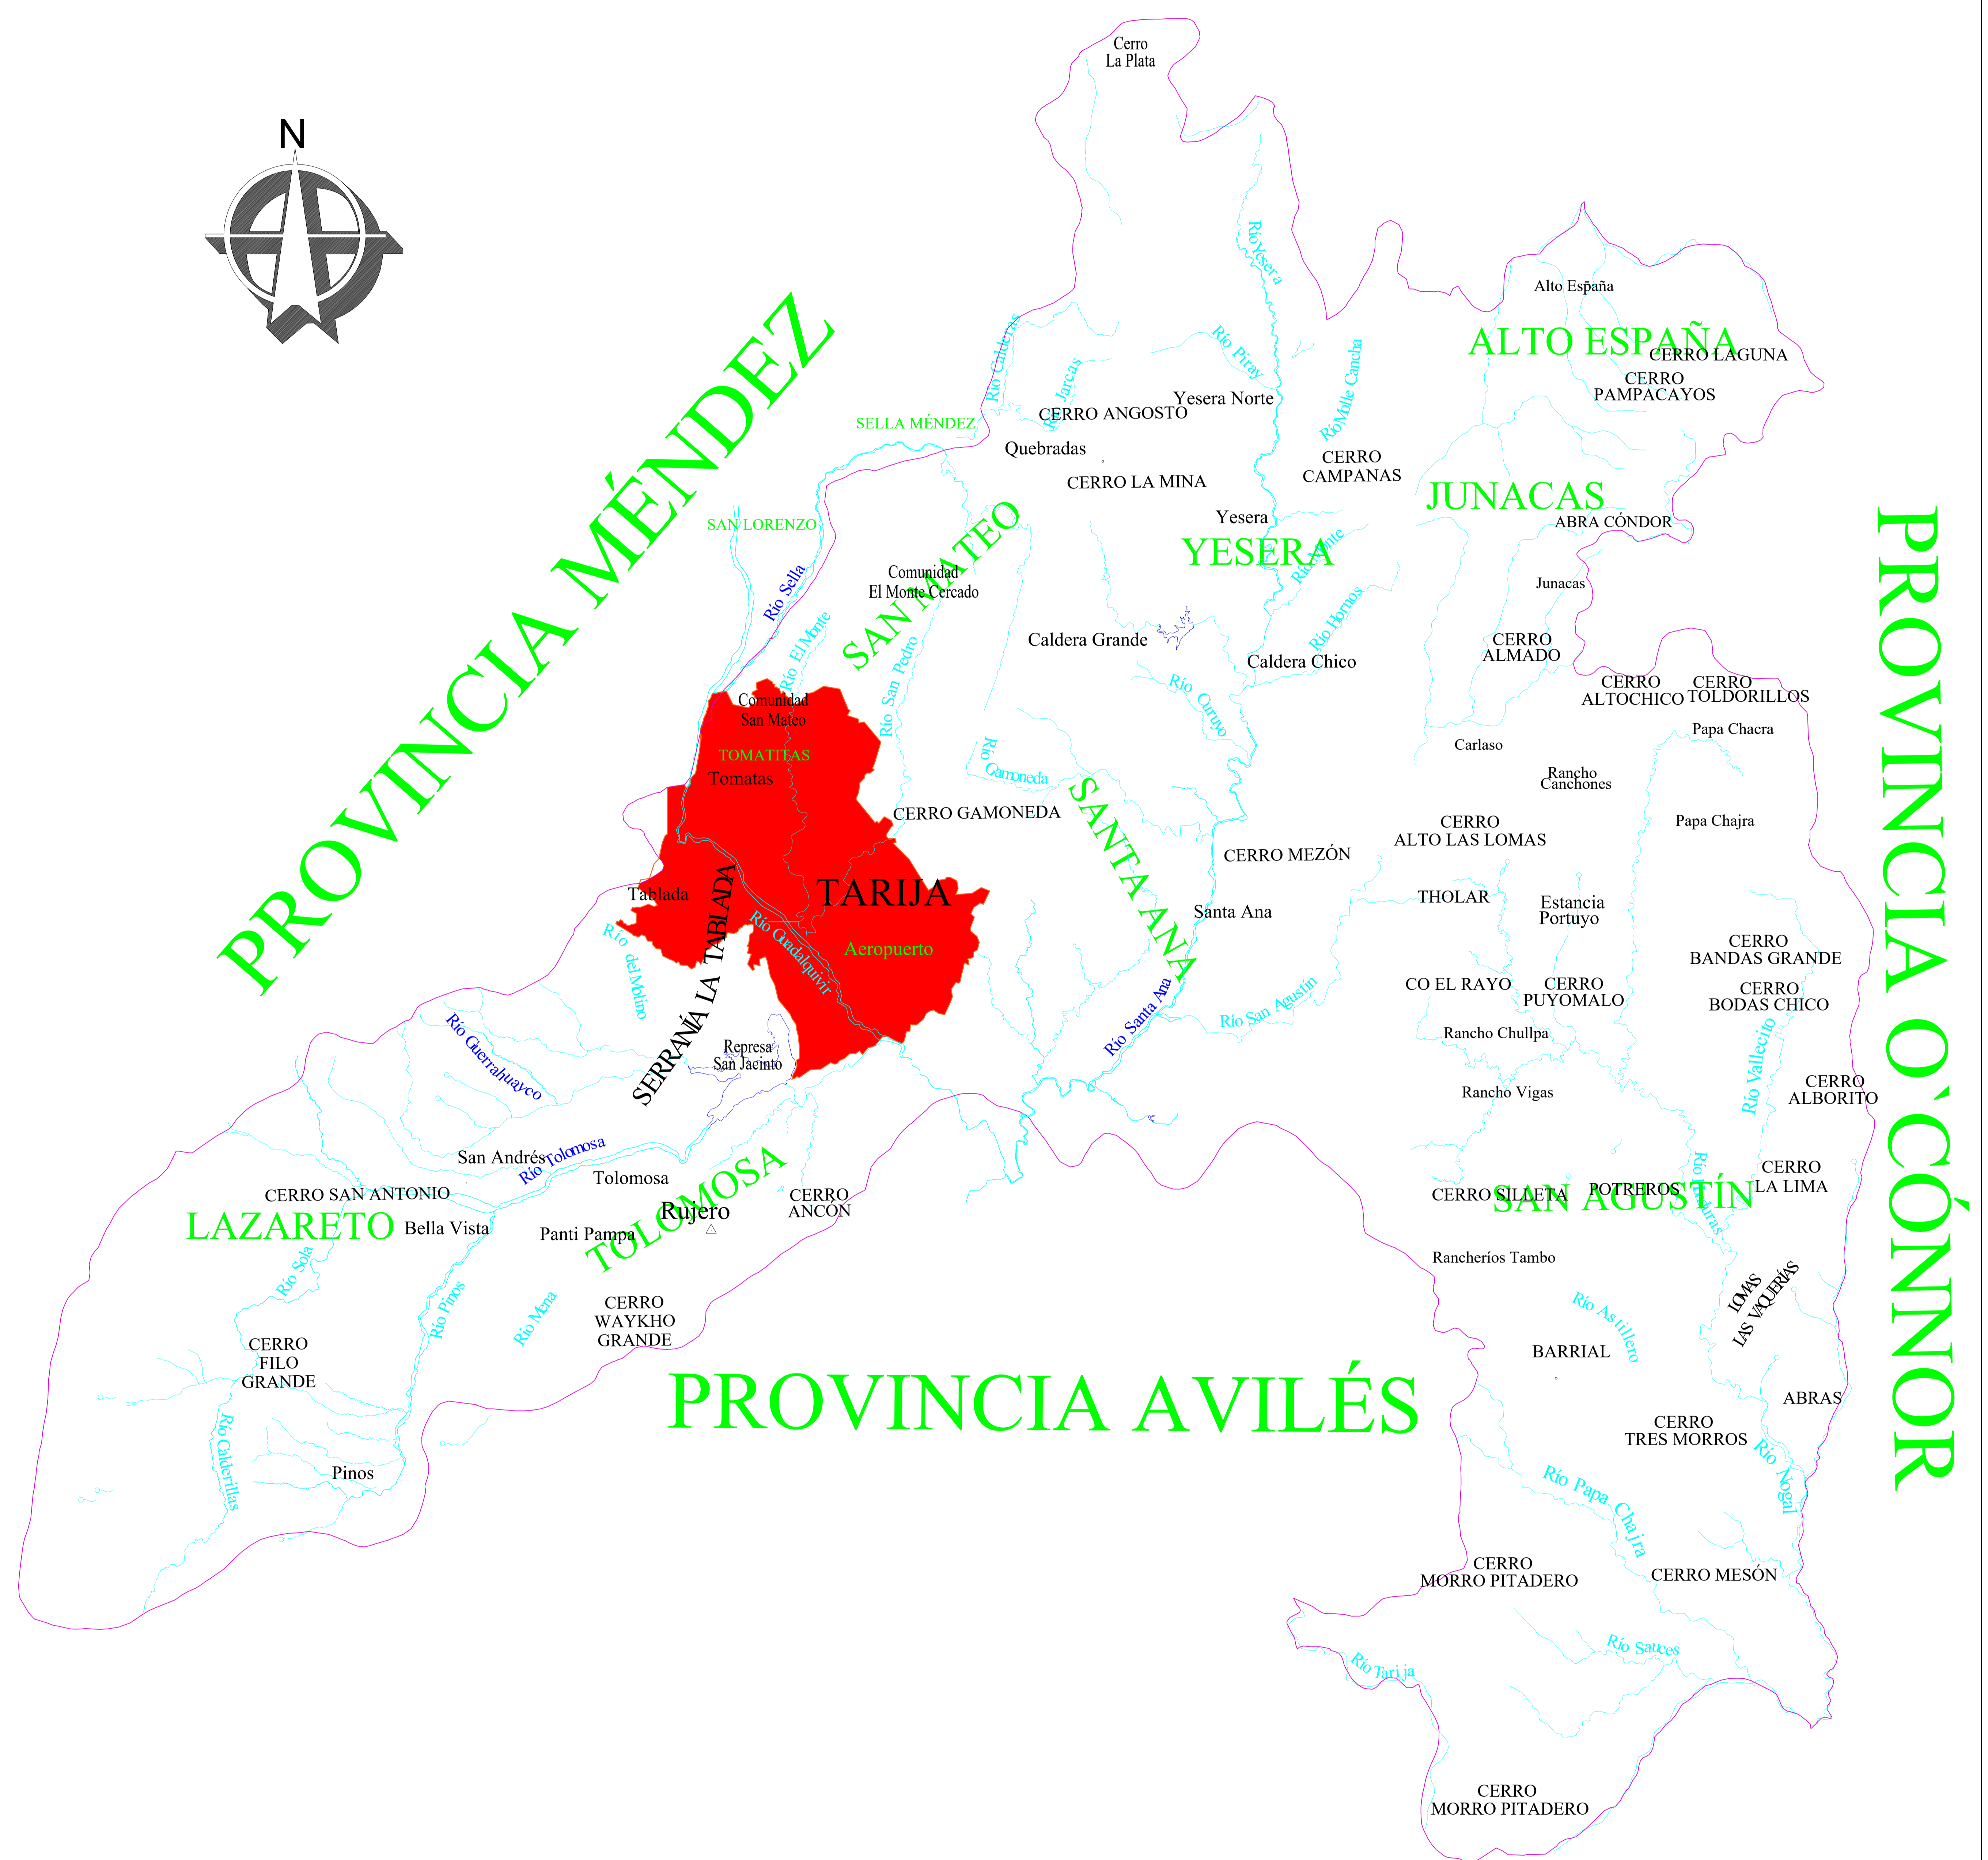 Cerro
La Plata
N
Río Yesera
Alto España
ALTO ESPAÑA
CERRO LAGUNA
CERRO
PAMPACAYOS
PROVINCIA MÉNDEZ
Río Calderas
Río Piray
Río Jarcas
Río Molle Cancha
Yesera Norte
CERRO ANGOSTO
SELLA MÉNDEZ
Quebradas
CERRO
CAMPANAS
CERRO LA MINA
JUNACAS
ABRA CÓNDOR
SAN LORENZO
Yesera
YESERA
Río Monte
SAN MATEO
Comunidad
El Monte Cercado
Río Sella
Junacas
Río Hornos
Río El Monte
Río San Pedro
Caldera Grande
Caldera Chico
CERRO
ALMADO
PROVINCIA O`CÓNNOR
CERRO
ALTOCHICO
CERRO
TOLDORILLOS
Río Curuyo
Comunidad
San Mateo
TOMATITAS
Tomatas
Papa Chacra
Carlaso
Río Gamoneda
Rancho
Canchones
SANTA ANA
CERRO GAMONEDA
CERRO
ALTO LAS LOMAS
Papa Chajra
CERRO MEZÓN
Tablada
TARIJA
THOLAR
Estancia
Portuyo
Santa Ana
SERRANÍA LA TABLADA
Río Guadalquivir
Aeropuerto
Río del Molino
CERRO
BANDAS GRANDE
CO EL RAYO
CERRO
PUYOMALO
CERRO
BODAS CHICO
Río San Agustín
Río Santa Ana
Río Guerrahuayco
Rancho Chullpa
Represa
San Jacinto
Río Vallecito
CERRO
ALBORITO
Rancho Vigas
San Andrés
Río Tolomosa
Tolomosa
TOLOMOSA
CERRO SAN ANTONIO
LAZARETO
Bella Vista
Panti Pampa
Rujero
CERRO
ANCÓN
CERRO SILLETA
POTREROS
SAN AGUSTÍN
CERRO
LA LIMA
Río Sola
Rancheríos Tambo
Río Pinos
Río Mena
CERRO
WAYKHO
GRANDE
LOMAS
LAS VAQUERÍAS
Río Astillero
CERRO
FILO
GRANDE
BARRIAL
PROVINCIA AVILÉS
ABRAS
Río Calderillas
CERRO
TRES MORROS
Río Nogal
Pinos
Río Papa Chajra
CERRO
MORRO PITADERO
CERRO MESÓN
Río Sauces
Río Tarija
CERRO
MORRO PITADERO